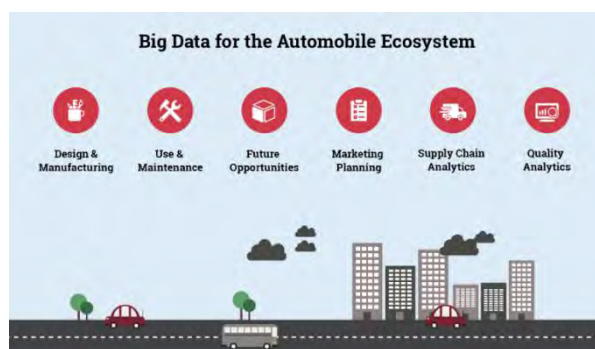 Big Data for the Automobile Ecosystem
Design &
Manufacturing
Use &
Maintenance
Future
Opportunities
Marketing
Planning
Supply Chain
Analytics
Quality
Analytics